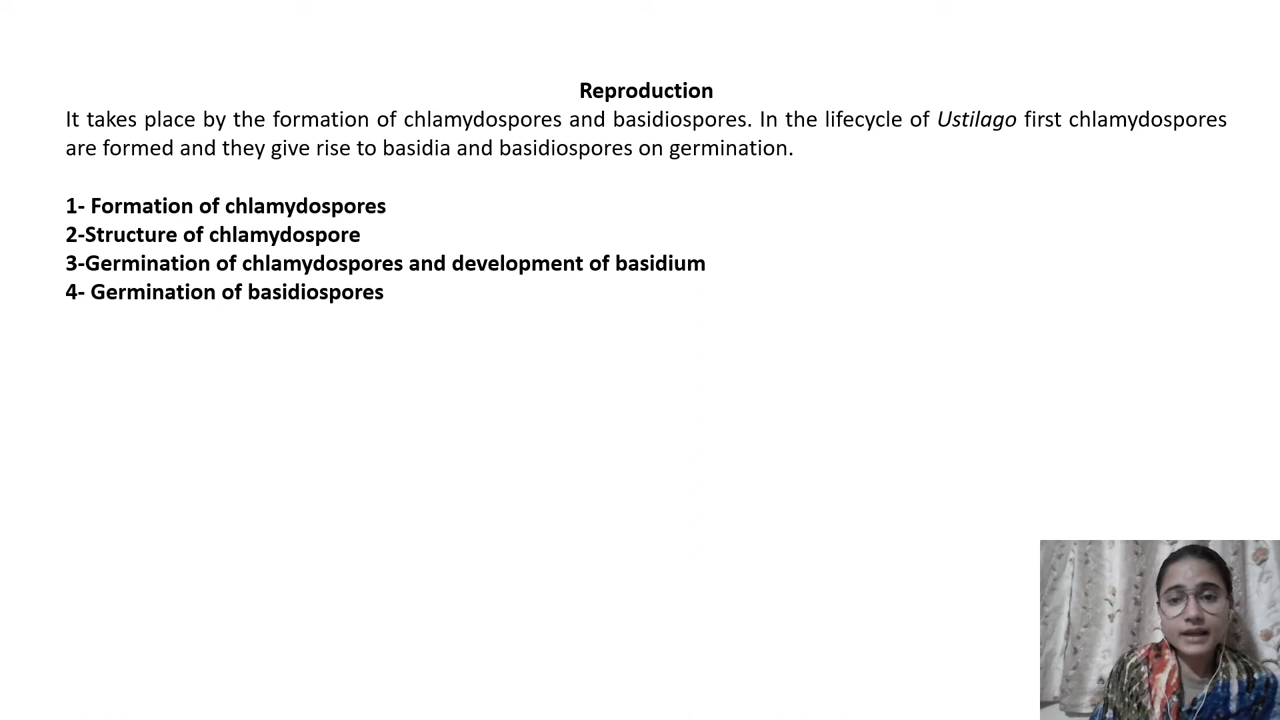 Reproduction
It takes place by the formation of chlamydospores and basidiospores. In the lifecycle of Ustilago first chlamydospores
are formed and they give rise to basidia and basidiospores on germination.
1- Formation of chlamydospores
2-Structure of chlamydospore
3-Germination of chlamydospores and development of basidium
4- Germination of basidiospores